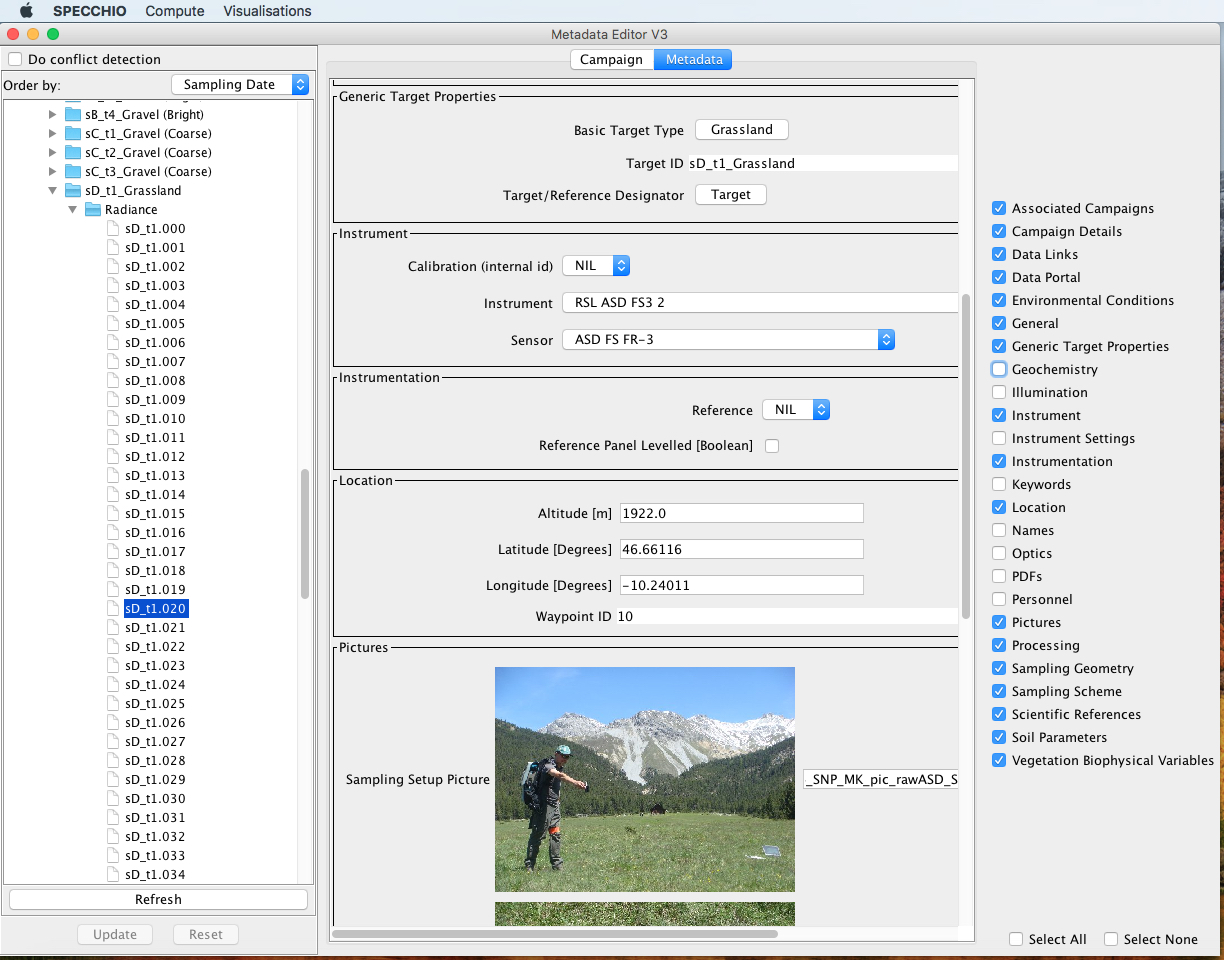 SPECCHIO Compute Visualisations
Metadata Editor V3
Do conflict detection
Order by: Sampling Date
sB_t4_Gravel (Bright)
sC_t1_Gravel (Coarse)
sC_t2_Gravel (Coarse)
sC_t3_Gravel (Coarse)
sD_t1_Grassland
Radiance
sD_t1.000
sD_t1.001
sD_t1.002
sD_t1.003
sD_t1.004
sD_t1.005
sD_t1.006
sD_t1.007
sD_t1.008
sD_t1.009
sD_t1.010
sD_t1.011
sD_t1.012
sD_t1.013
sD_t1.014
sD_t1.015
sD_t1.016
sD_t1.017
sD_t1.018
sD_t1.019
sD_t1.020
sD_t1.021
sD_t1.022
sD_t1.023
sD_t1.024
sD_t1.025
sD_t1.026
sD_t1.027
sD_t1.028
sD_t1.029
sD_t1.030
sD_t1.031
sD_t1.032
sD_t1.033
sD_t1.034
Refresh
Update Reset
Campaign Metadata
Generic Target Properties
Basic Target Type Grassland
Target ID sD_t1_Grassland
Target/Reference Designator Target
Instrument
Calibration (internal id) NIL
Instrument RSL ASD FS3 2
Sensor ASD FS FR-3
Instrumentation
Reference NIL
Reference Panel Levelled [Boolean]
Location
Altitude [m] 1922.0
Latitude [Degrees] 46.66116
Longitude [Degrees] -10.24011
Waypoint ID 10
Pictures
Sampling Setup Picture _SNP_MK_pic_rawASD_S
Associated Campaigns
Campaign Details
Data Links
Data Portal
Environmental Conditions
General
Generic Target Properties
Geochemistry
Illumination
Instrument
Instrument Settings
Instrumentation
Keywords
Location
Names
Optics
PDFs
Personnel
Pictures
Processing
Sampling Geometry
Sampling Scheme
Scientific References
Soil Parameters
Vegetation Biophysical Variables
Select All Select None